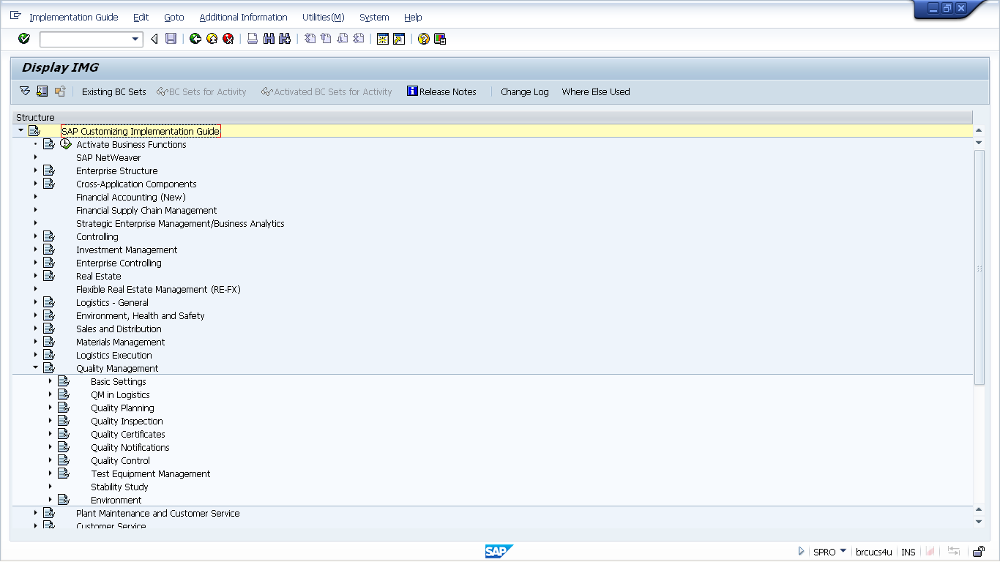 Implementation Guide Edit Goto Additional Information Utilities(M) System Help
Display IMG
Existing BC Sets BC Sets for Activity Activated BC Sets for Activity Release Notes Change Log Where Else Used
Structure
SAP Customizing Implementation Guide
Activate Business Functions
SAP NetWeaver
Enterprise Structure
Cross-Application Components
Financial Accounting (New)
Financial Supply Chain Management
Strategic Enterprise Management/Business Analytics
Controlling
Investment Management
Enterprise Controlling
Real Estate
Flexible Real Estate Management (RE-FX)
Logistics - General
Environment, Health and Safety
Sales and Distribution
Materials Management
Logistics Execution
Quality Management
Basic Settings
QM in Logistics
Quality Planning
Quality Inspection
Quality Certificates
Quality Notifications
Quality Control
Test Equipment Management
Stability Study
Environment
Plant Maintenance and Customer Service
Customer Service
SAP SPRO brcucs4u INS